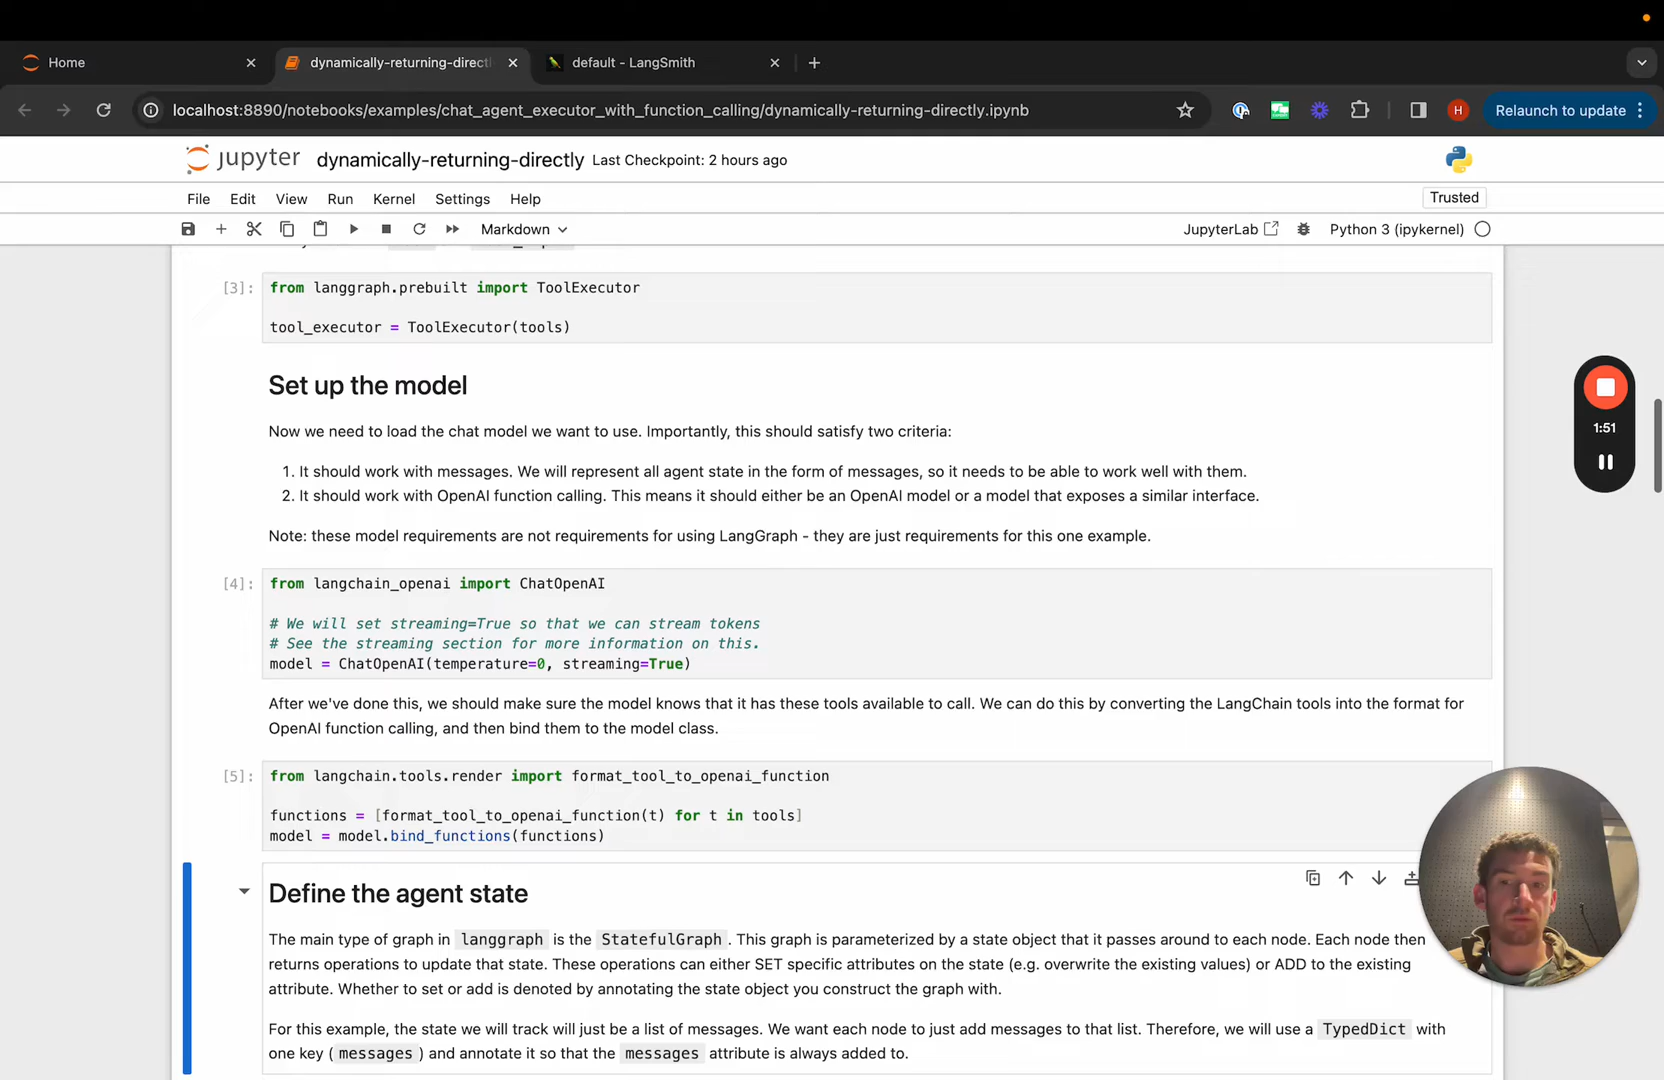 Home
dynamically-returning-directl
default - LangSmith
localhost:8890/notebooks/examples/chat_agent_executor_with_function_calling/dynamically-returning-directly.ipynb
H
Relaunch to update
jupyter
dynamically-returning-directly
Last Checkpoint: 2 hours ago
File Edit View Run Kernel Settings Help
Trusted
Markdown
JupyterLab
Python 3 (ipykernel)
[3]:
from langgraph.prebuilt import ToolExecutor
tool_executor = ToolExecutor(tools)
Set up the model
Now we need to load the chat model we want to use. Importantly, this should satisfy two criteria:
1. It should work with messages. We will represent all agent state in the form of messages, so it needs to be able to work well with them.
2. It should work with OpenAI function calling. This means it should either be an OpenAI model or a model that exposes a similar interface.
Note: these model requirements are not requirements for using LangGraph - they are just requirements for this one example.
[4]:
from langchain_openai import ChatOpenAI
# We will set streaming=True so that we can stream tokens
# See the streaming section for more information on this.
model = ChatOpenAI(temperature=0, streaming=True)
After we've done this, we should make sure the model knows that it has these tools available to call. We can do this by converting the LangChain tools into the format for
OpenAI function calling, and then bind them to the model class.
[5]:
from langchain.tools.render import format_tool_to_openai_function
functions = [format_tool_to_openai_function(t) for t in tools]
model = model.bind_functions(functions)
Define the agent state
The main type of graph in langgraph is the StatefulGraph . This graph is parameterized by a state object that it passes around to each node. Each node then
returns operations to update that state. These operations can either SET specific attributes on the state (e.g. overwrite the existing values) or ADD to the existing
attribute. Whether to set or add is denoted by annotating the state object you construct the graph with.
For this example, the state we will track will just be a list of messages. We want each node to just add messages to that list. Therefore, we will use a TypedDict with
one key ( messages ) and annotate it so that the messages attribute is always added to.
1:51